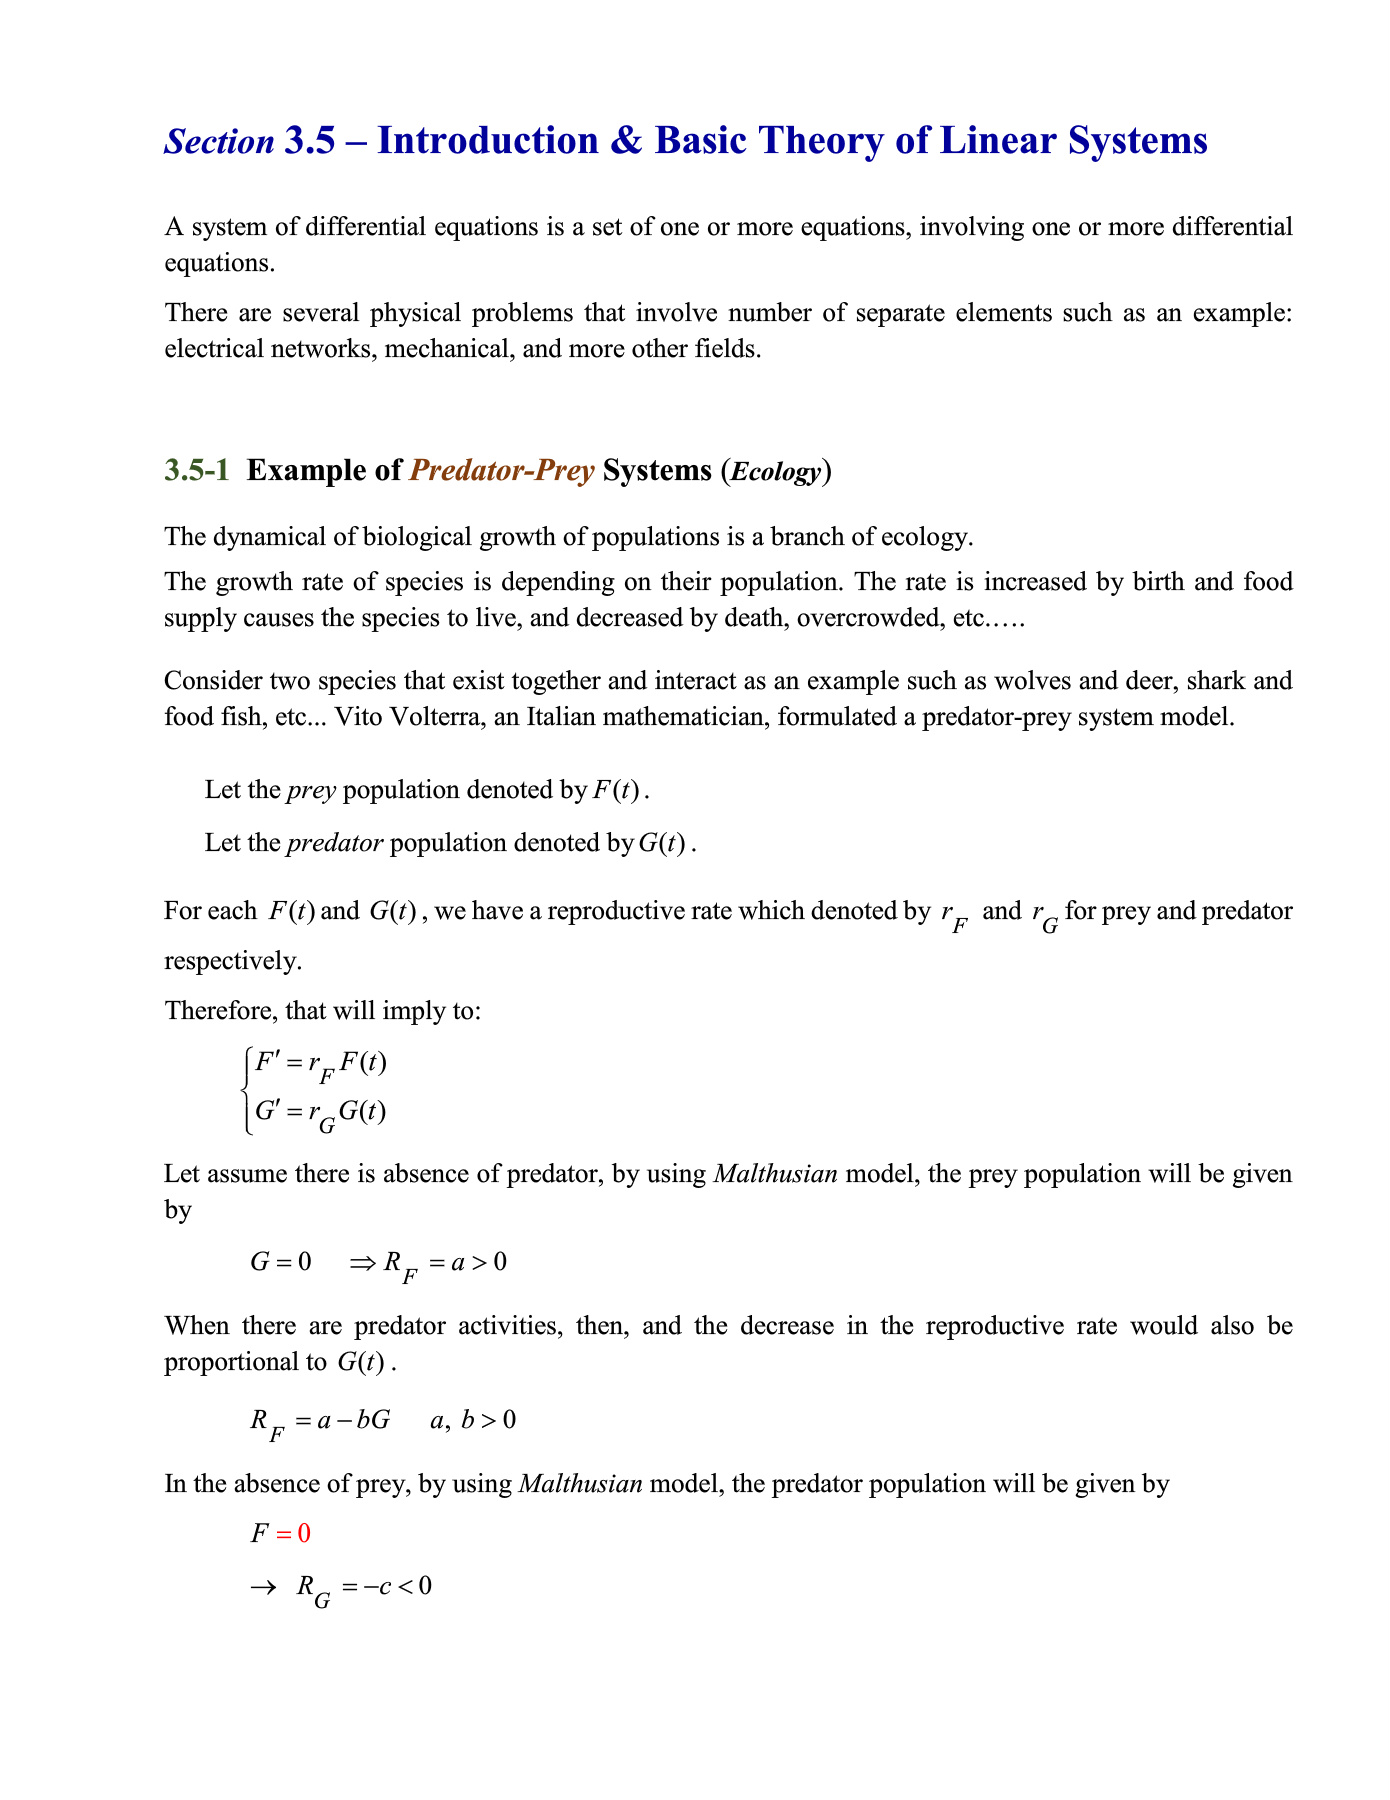 Section 3.5 – Introduction & Basic Theory of Linear Systems
A system of differential equations is a set of one or more equations, involving one or more differential
equations.
There are several physical problems that involve number of separate elements such as an example:
electrical networks, mechanical, and more other fields.
3.5-1 Example of Predator-Prey Systems (Ecology)
The dynamical of biological growth of populations is a branch of ecology.
The growth rate of species is depending on their population. The rate is increased by birth and food
supply causes the species to live, and decreased by death, overcrowded, etc…..
Consider two species that exist together and interact as an example such as wolves and deer, shark and
food fish, etc... Vito Volterra, an Italian mathematician, formulated a predator-prey system model.
Let the prey population denoted by F(t).
Let the predator population denoted by G(t).
For each F(t) and G(t), we have a reproductive rate which denoted by r_F and r_G for prey and predator
respectively.
Therefore, that will imply to:
{ F′ = r_F F(t)
G′ = r_G G(t)
Let assume there is absence of predator, by using Malthusian model, the prey population will be given
by
G = 0 ⇒ R_F = a > 0
When there are predator activities, then, and the decrease in the reproductive rate would also be
proportional to G(t).
R_F = a − bG a, b > 0
In the absence of prey, by using Malthusian model, the predator population will be given by
F = 0
→ R_G = −c < 0